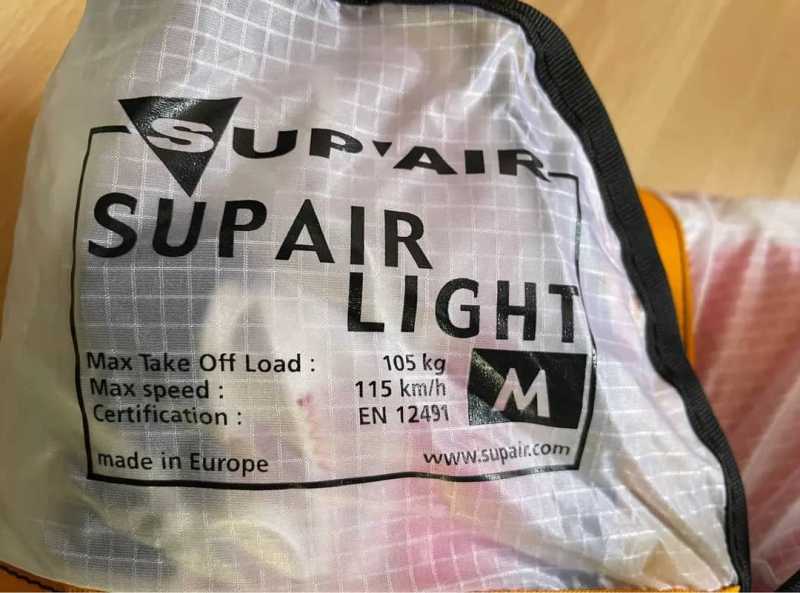 SUP'AIR
SUPAIR
LIGHT
Max Take Off Load : 105 kg
Max speed : 115 km/h
Certification : EN 12491
M
made in Europe www.supair.com